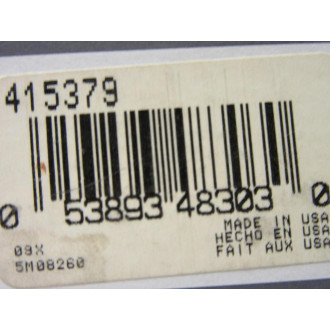 415379
0 53893 48303 0
MADE IN USA
HECHO EN USA
FAIT AUX USA
09X
5M08260